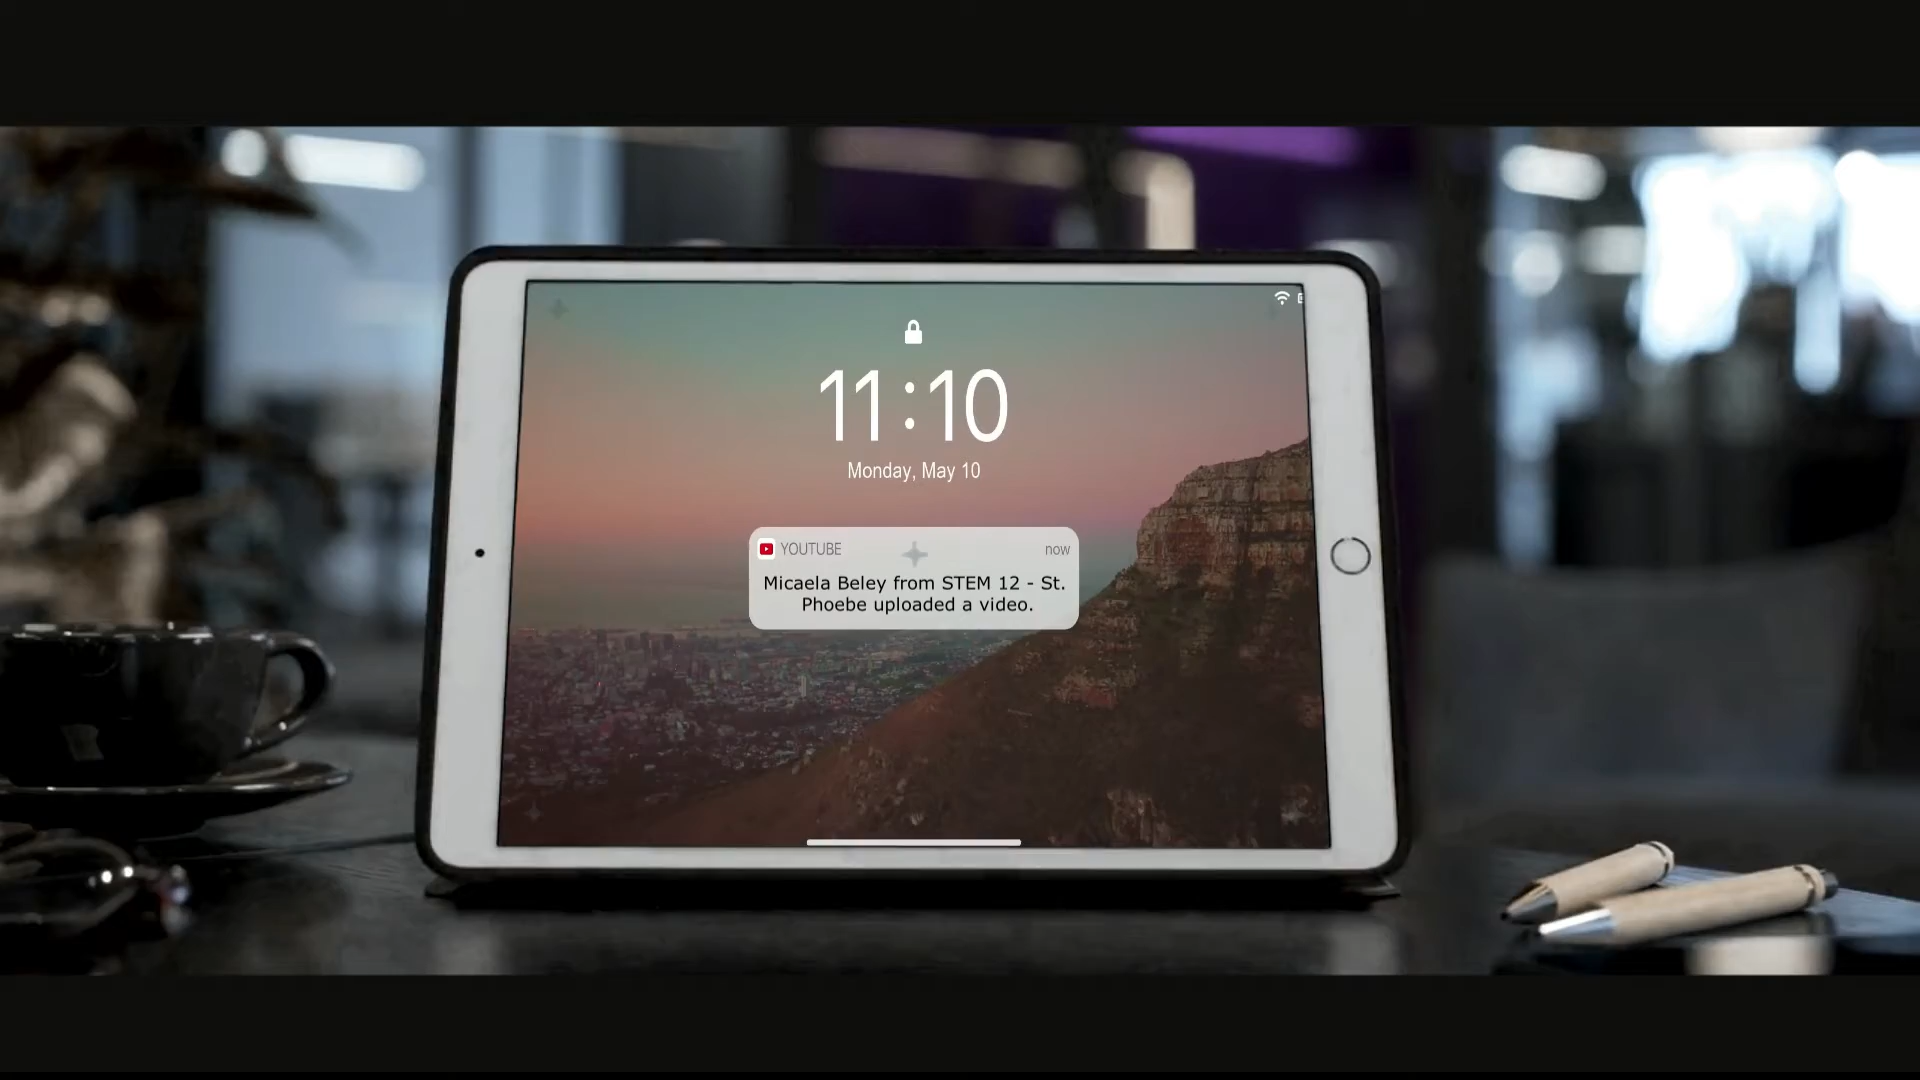 11:10
Monday, May 10
YOUTUBE now
Micaela Beley from STEM 12 - St.
Phoebe uploaded a video.